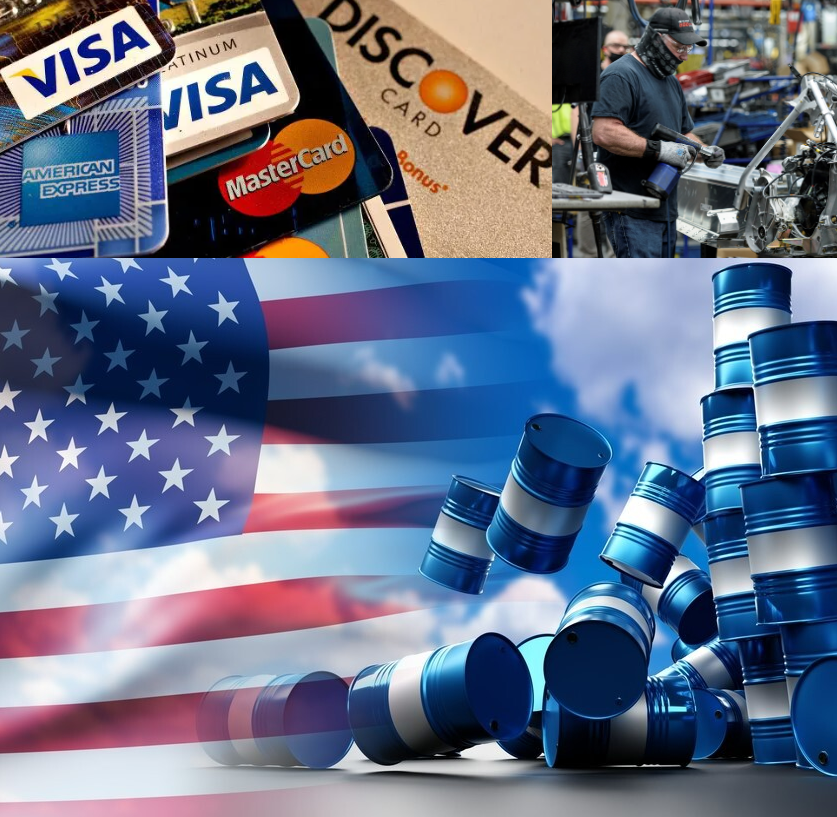 VISA
PLATINUM
VISA
AMERICAN
EXPRESS
MasterCard
DISCOVER
CARD
Bonus